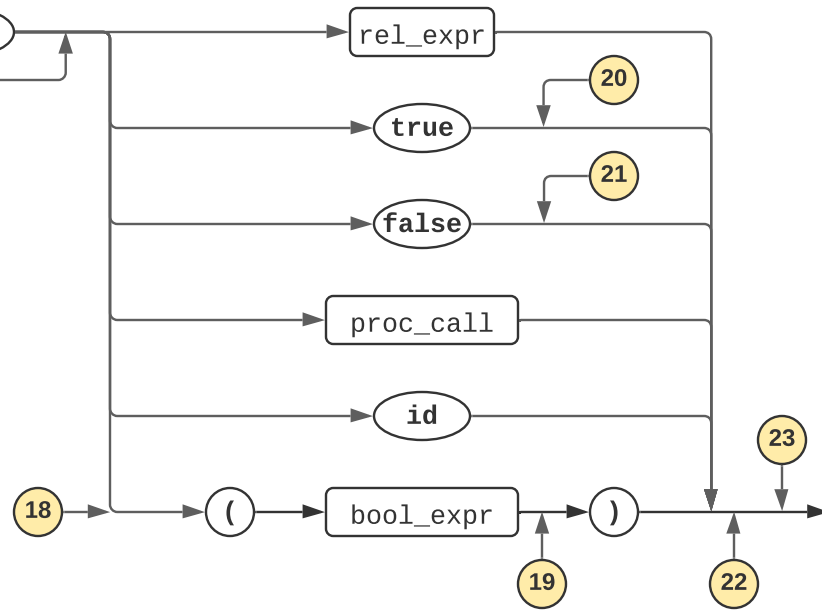 rel_expr
20
true
21
false
proc_call
id
23
18
(
bool_expr
)
19
22